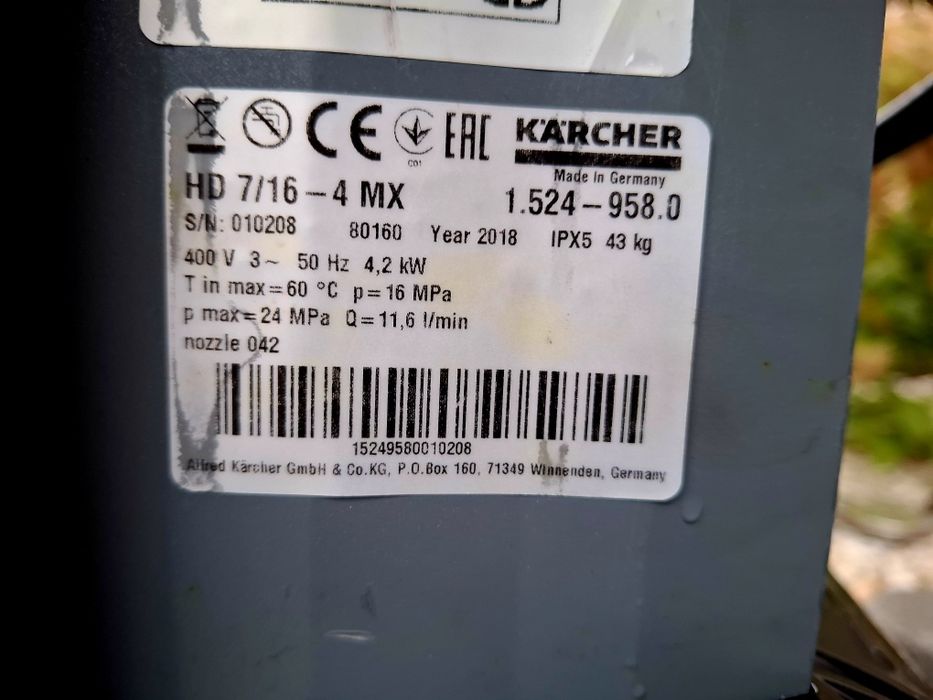 CE EAC KÄRCHER
C01
Made in Germany
HD 7/16 – 4 MX 1.524 – 958.0
S/N: 010208 80160 Year 2018 IPX5 43 kg
400 V 3~ 50 Hz 4,2 kW
T in max = 60 °C p = 16 MPa
p max = 24 MPa Q = 11,6 l/min
nozzle 042
15249580010208
Alfred Kärcher GmbH & Co.KG, P.O.Box 160, 71349 Winnenden, Germany